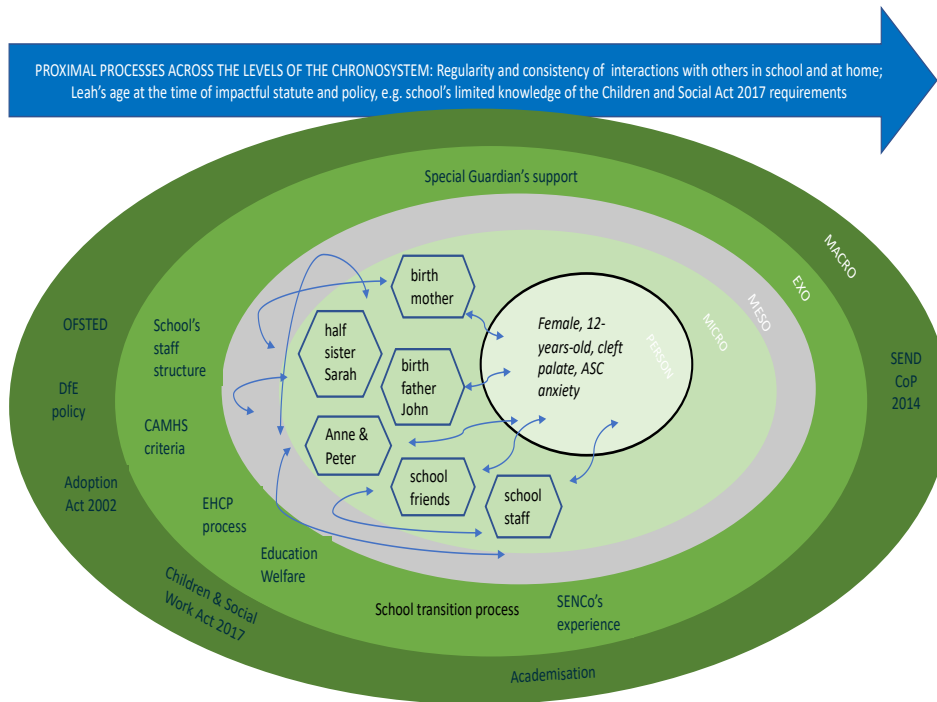 PROXIMAL PROCESSES ACROSS THE LEVELS OF THE CHRONOSYSTEM: Regularity and consistency of interactions with others in school and at home;
Leah's age at the time of impactful statute and policy, e.g. school's limited knowledge of the Children and Social Act 2017 requirements
Special Guardian's support
MACRO
EXO
MESO
MICRO
PERSON
birth
mother
half
sister
Sarah
birth
father
John
Anne &
Peter
school
friends
school
staff
Female, 12-
years-old, cleft
palate, ASC
anxiety
OFSTED
DfE
policy
Adoption
Act 2002
School's
staff
structure
CAMHS
criteria
EHCP
process
Education
Welfare
Children & Social
Work Act 2017
School transition process
SENCo's
experience
Academisation
SEND
CoP
2014